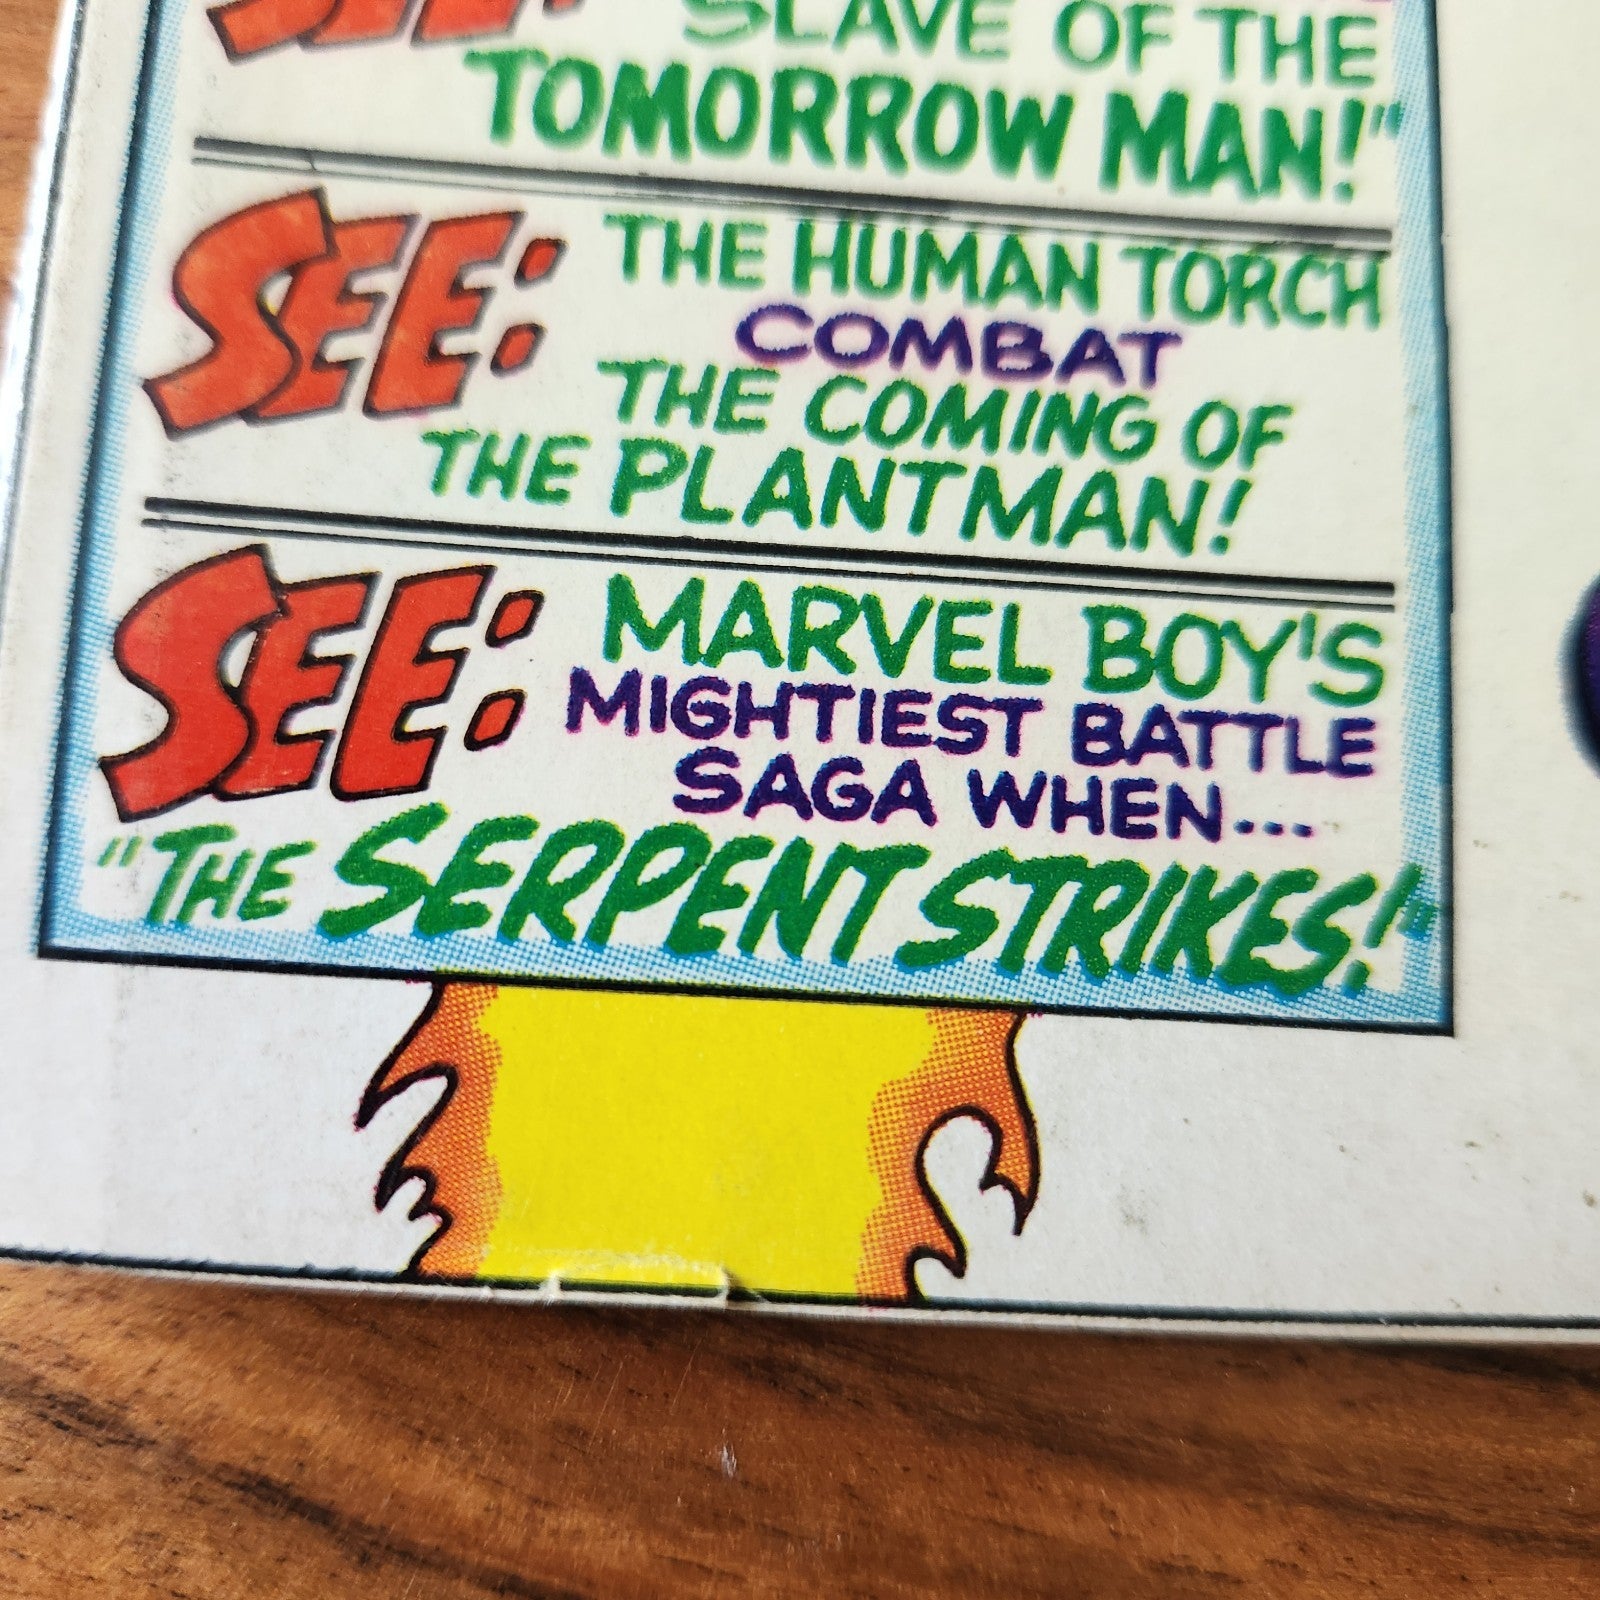 SEE: SLAVE OF THE
TOMORROW MAN!"
SEE: THE HUMAN TORCH
COMBAT
THE COMING OF
THE PLANTMAN!
SEE: MARVEL BOY'S
MIGHTIEST BATTLE
SAGA WHEN...
"THE SERPENT STRIKES!"